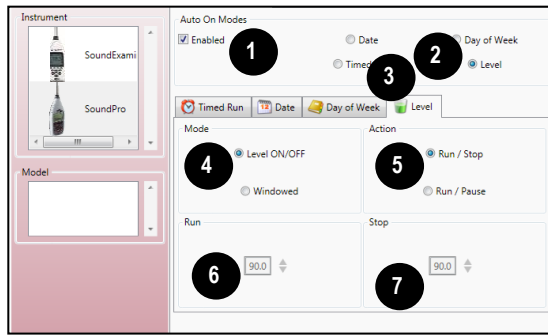 Instrument
SoundExami
SoundPro
Model
Auto On Modes
Enabled
1
Date
2
Day of Week
Timed
3
Level
Timed Run
12
Date
Day of Week
Level
Mode
4
Level ON/OFF
Windowed
Action
5
Run / Stop
Run / Pause
Run
6
90.0
Stop
90.0
7